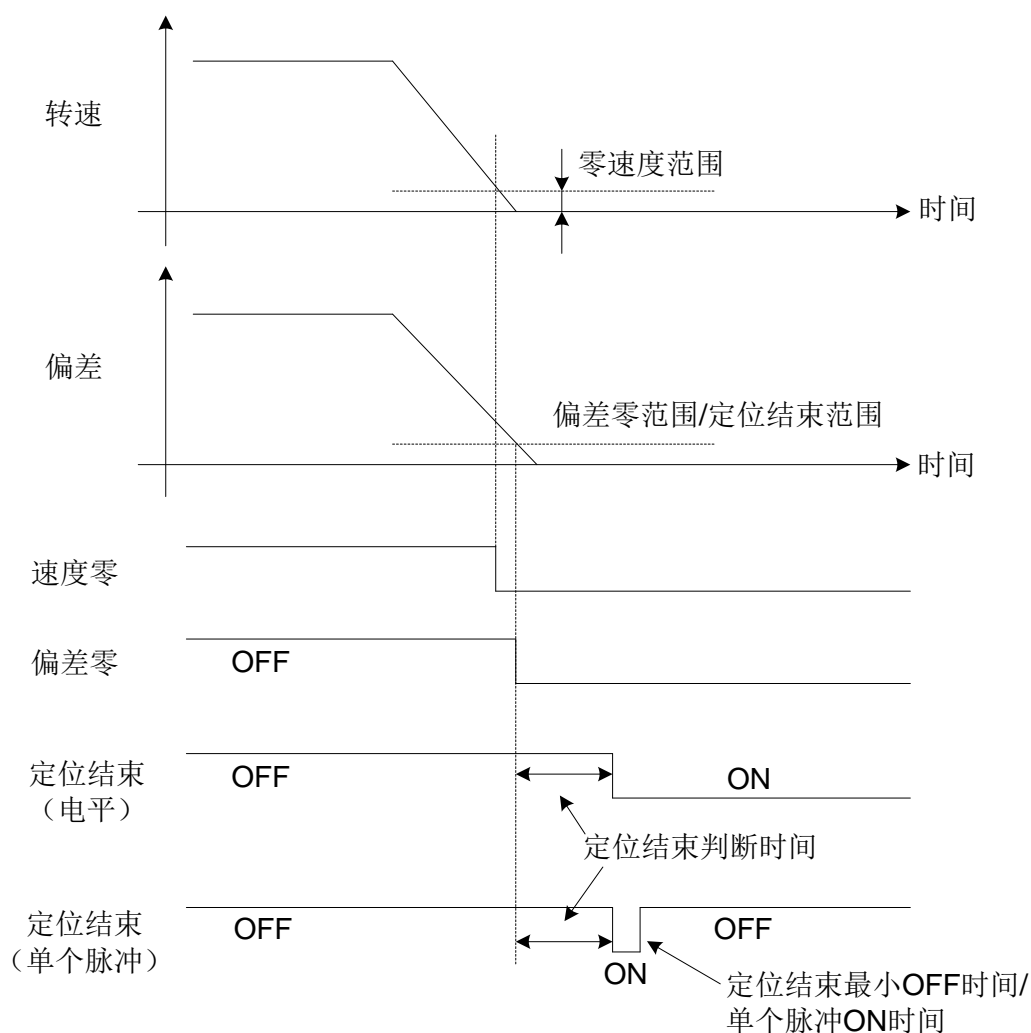 转速
零速度范围
时间
偏差
偏差零范围/定位结束范围
时间
速度零
偏差零
OFF
定位结束
（电平）
OFF
ON
定位结束判断时间
定位结束
（单个脉冲）
OFF
ON
OFF
定位结束最小OFF时间/
单个脉冲ON时间